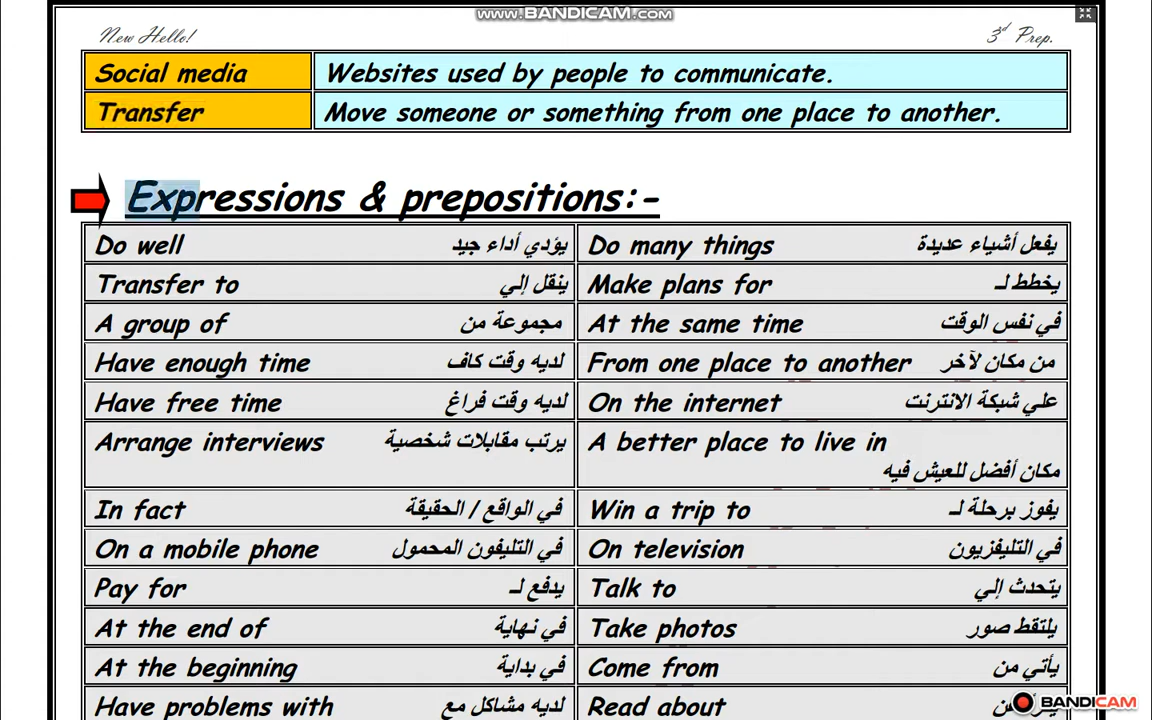 WWW.BANDICAM.COM
New Hello!
3rd Prep.
Social media
Websites used by people to communicate.
Transfer
Move someone or something from one place to another.
Expressions & prepositions:-
Do well يؤدي أداء جيد
Do many things يفعل أشياء عديدة
Transfer to ينقل إلي
Make plans for يخطط لـ
A group of مجموعة من
At the same time في نفس الوقت
Have enough time لديه وقت كاف
From one place to another من مكان لآخر
Have free time لديه وقت فراغ
On the internet علي شبكة الانترنت
Arrange interviews يرتب مقابلات شخصية
A better place to live in
مكان أفضل للعيش فيه
In fact في الواقع / الحقيقة
Win a trip to يفوز برحلة لـ
On a mobile phone في التليفون المحمول
On television في التليفزيون
Pay for يدفع لـ
Talk to يتحدث إلي
At the end of في نهاية
Take photos يلتقط صور
At the beginning في بداية
Come from يأتي من
Have problems with لديه مشاكل مع
Read about
BANDICAM